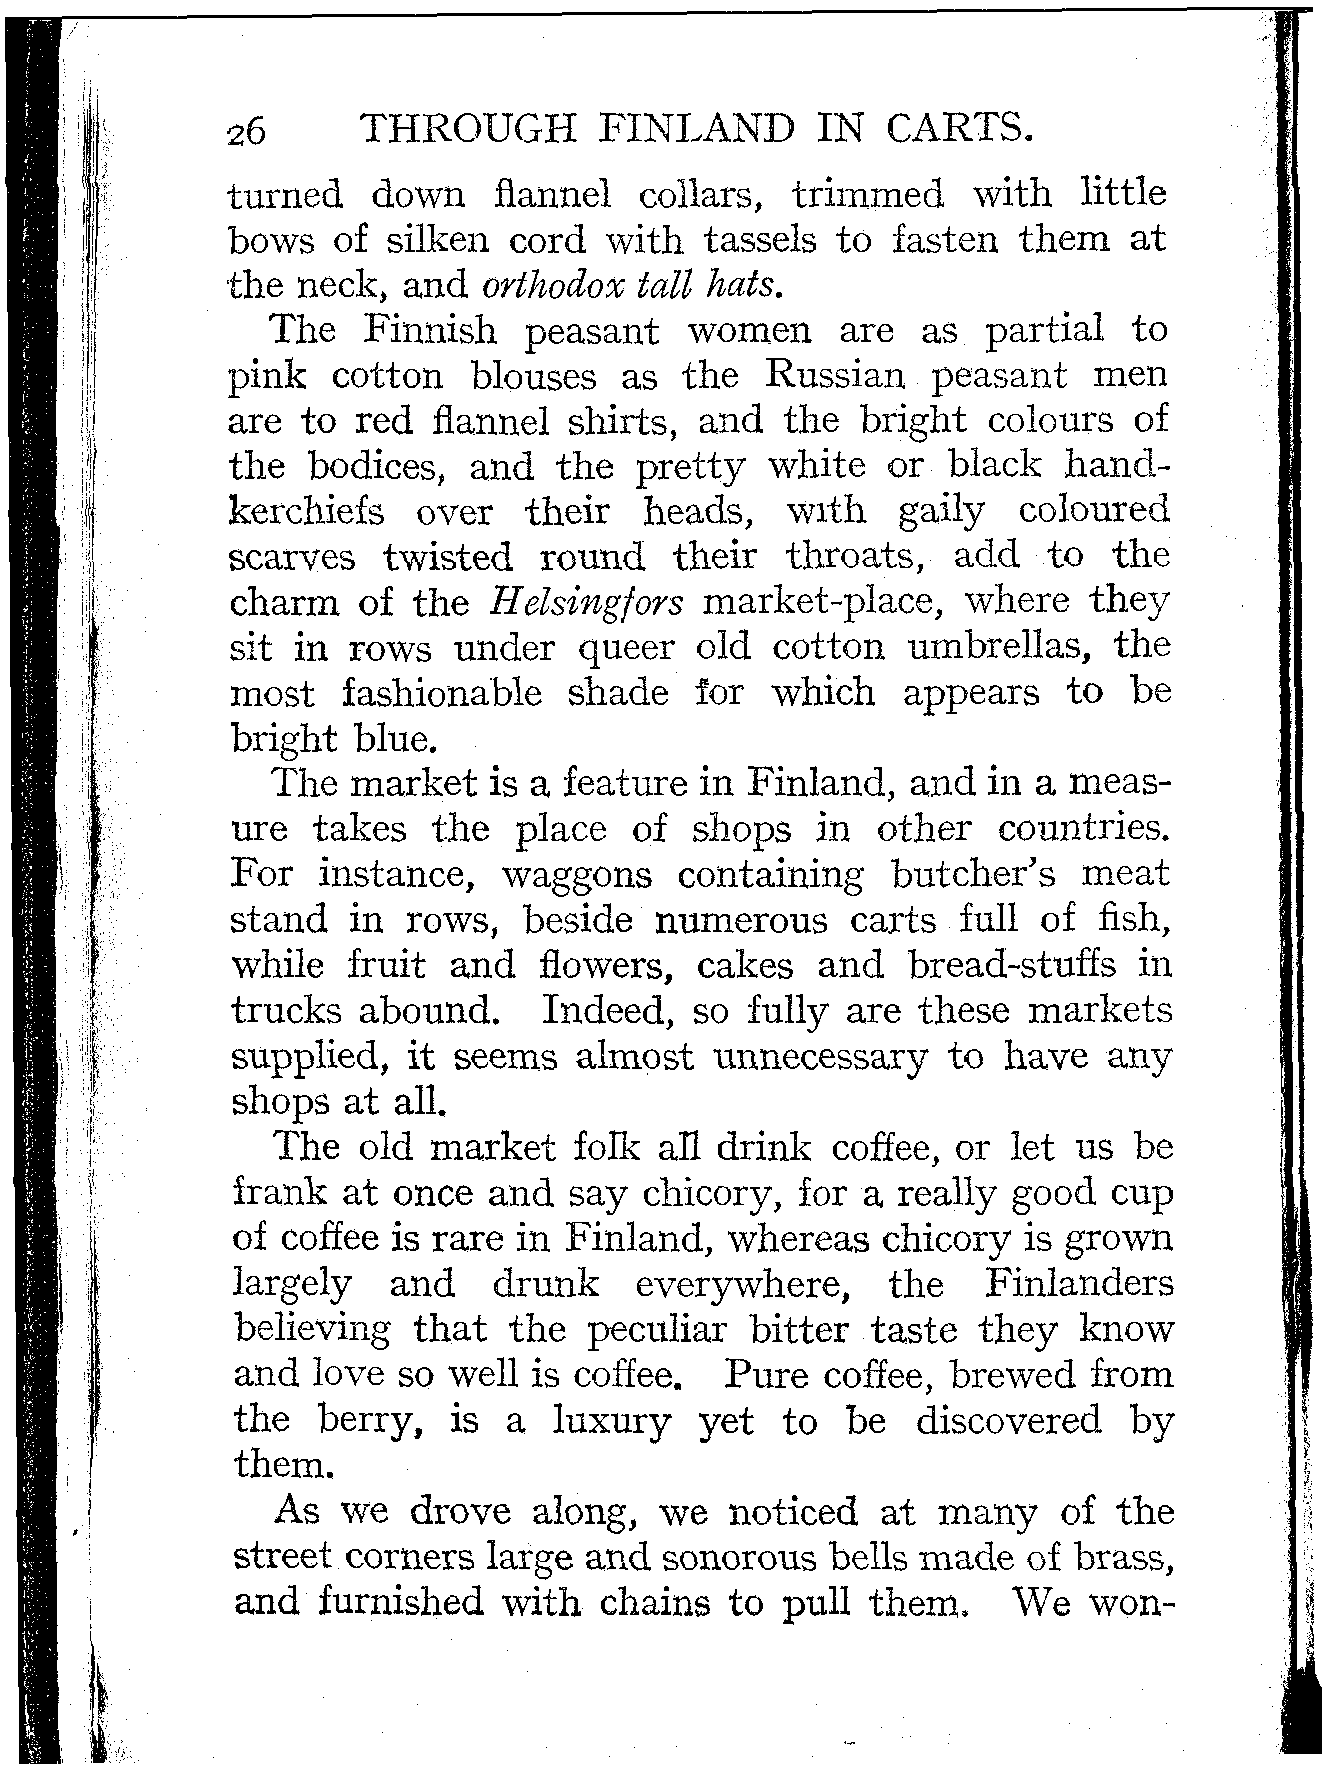 26 THROUGH FINLAND IN CARTS.
turned down flannel collars, trimmed with little
bows of silken cord with tassels to fasten them at
the neck, and orthodox tall hats.
The Finnish peasant women are as partial to
pink cotton blouses as the Russian peasant men
are to red flannel shirts, and the bright colours of
the bodices, and the pretty white or black hand-
kerchiefs over their heads, with gaily coloured
scarves twisted round their throats, add to the
charm of the Helsingfors market-place, where they
sit in rows under queer old cotton umbrellas, the
most fashionable shade for which appears to be
bright blue.
The market is a feature in Finland, and in a meas-
ure takes the place of shops in other countries.
For instance, waggons containing butcher's meat
stand in rows, beside numerous carts full of fish,
while fruit and flowers, cakes and bread-stuffs in
trucks abound. Indeed, so fully are these markets
supplied, it seems almost unnecessary to have any
shops at all.
The old market folk all drink coffee, or let us be
frank at once and say chicory, for a really good cup
of coffee is rare in Finland, whereas chicory is grown
largely and drunk everywhere, the Finlanders
believing that the peculiar bitter taste they know
and love so well is coffee. Pure coffee, brewed from
the berry, is a luxury yet to be discovered by
them.
As we drove along, we noticed at many of the
street corners large and sonorous bells made of brass,
and furnished with chains to pull them. We won-